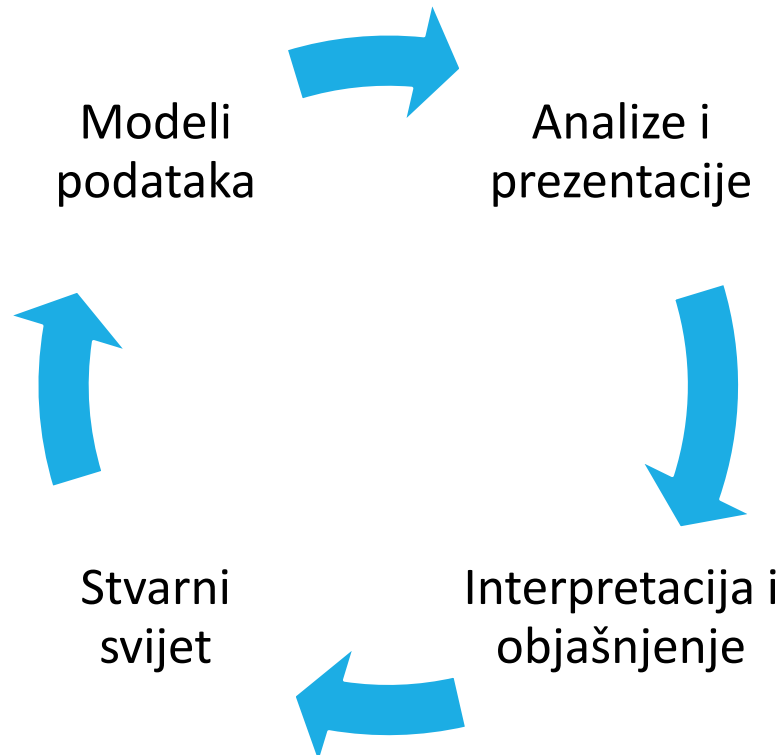 Modeli
podataka
Analize i
prezentacije
Stvarni
svijet
Interpretacija i
objašnjenje